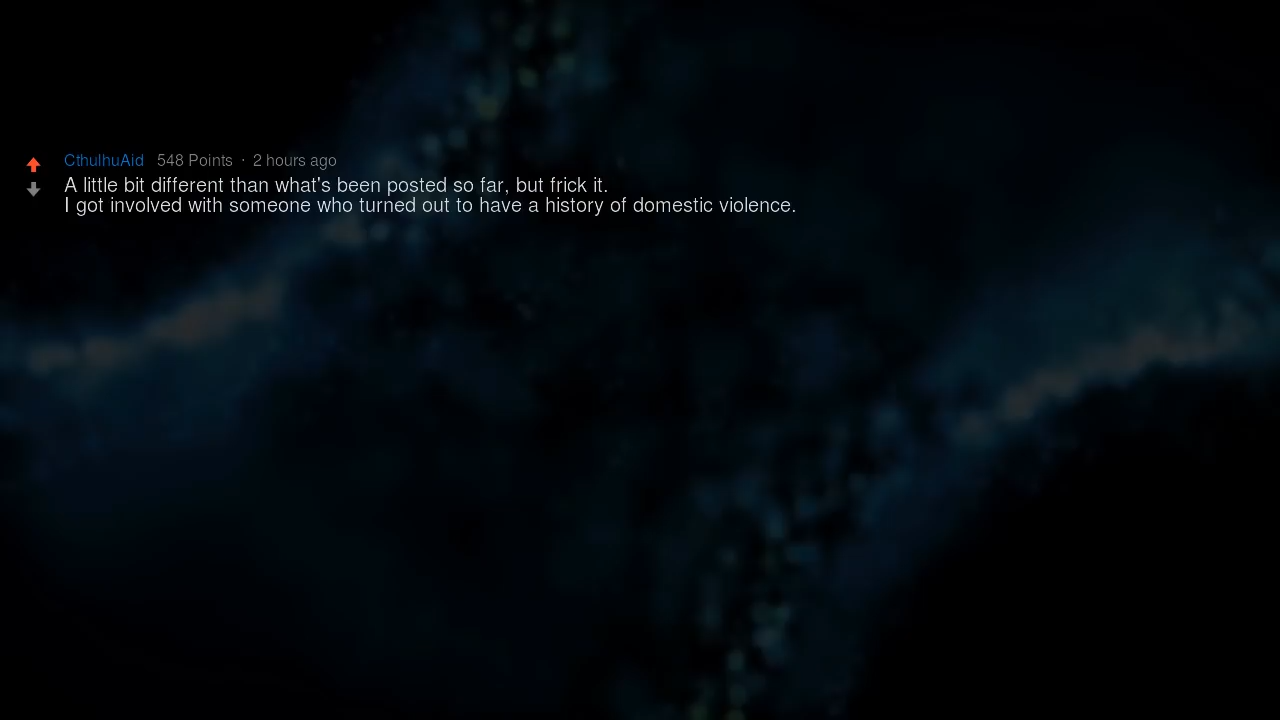 CthulhuAid 548 Points · 2 hours ago
A little bit different than what's been posted so far, but frick it.
I got involved with someone who turned out to have a history of domestic violence.